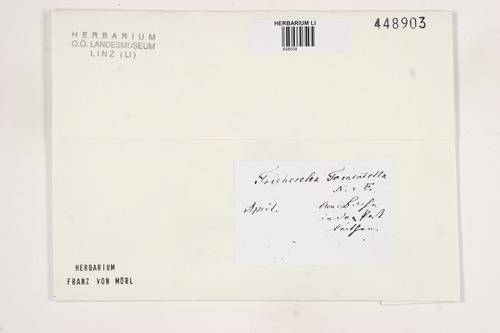 HERBARIUM
O.Ö. LANDESMUSEUM
LINZ (LI)
HERBARIUM LI
448903
Trichocolea Tomentella
N. v. E.
April.
HERBARIUM
FRANZ VON MÖRL